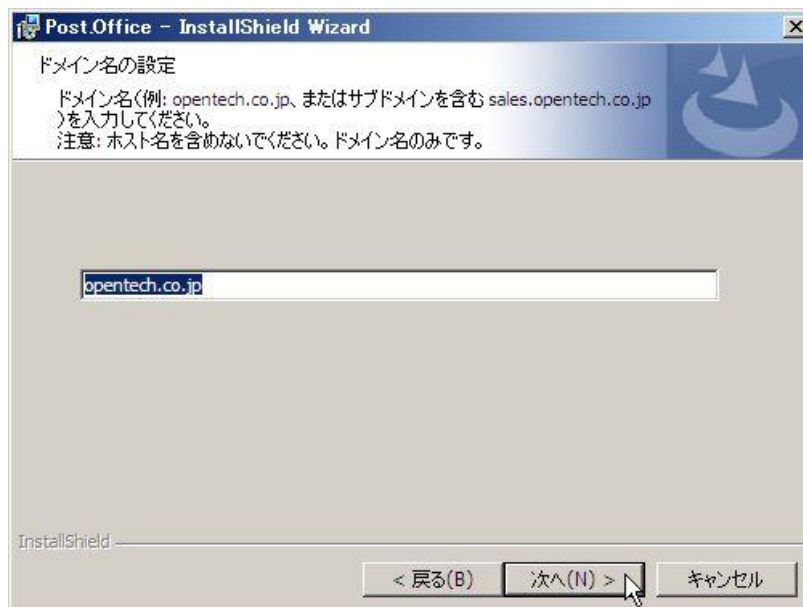 Post.Office - InstallShield Wizard
ドメイン名の設定
ドメイン名(例: opentech.co.jp、またはサブドメインを含む sales.opentech.co.jp
)を入力してください。
注意: ホスト名を含めないでください。ドメイン名のみです。
opentech.co.jp
InstallShield
< 戻る(B)
次へ(N) >
キャンセル